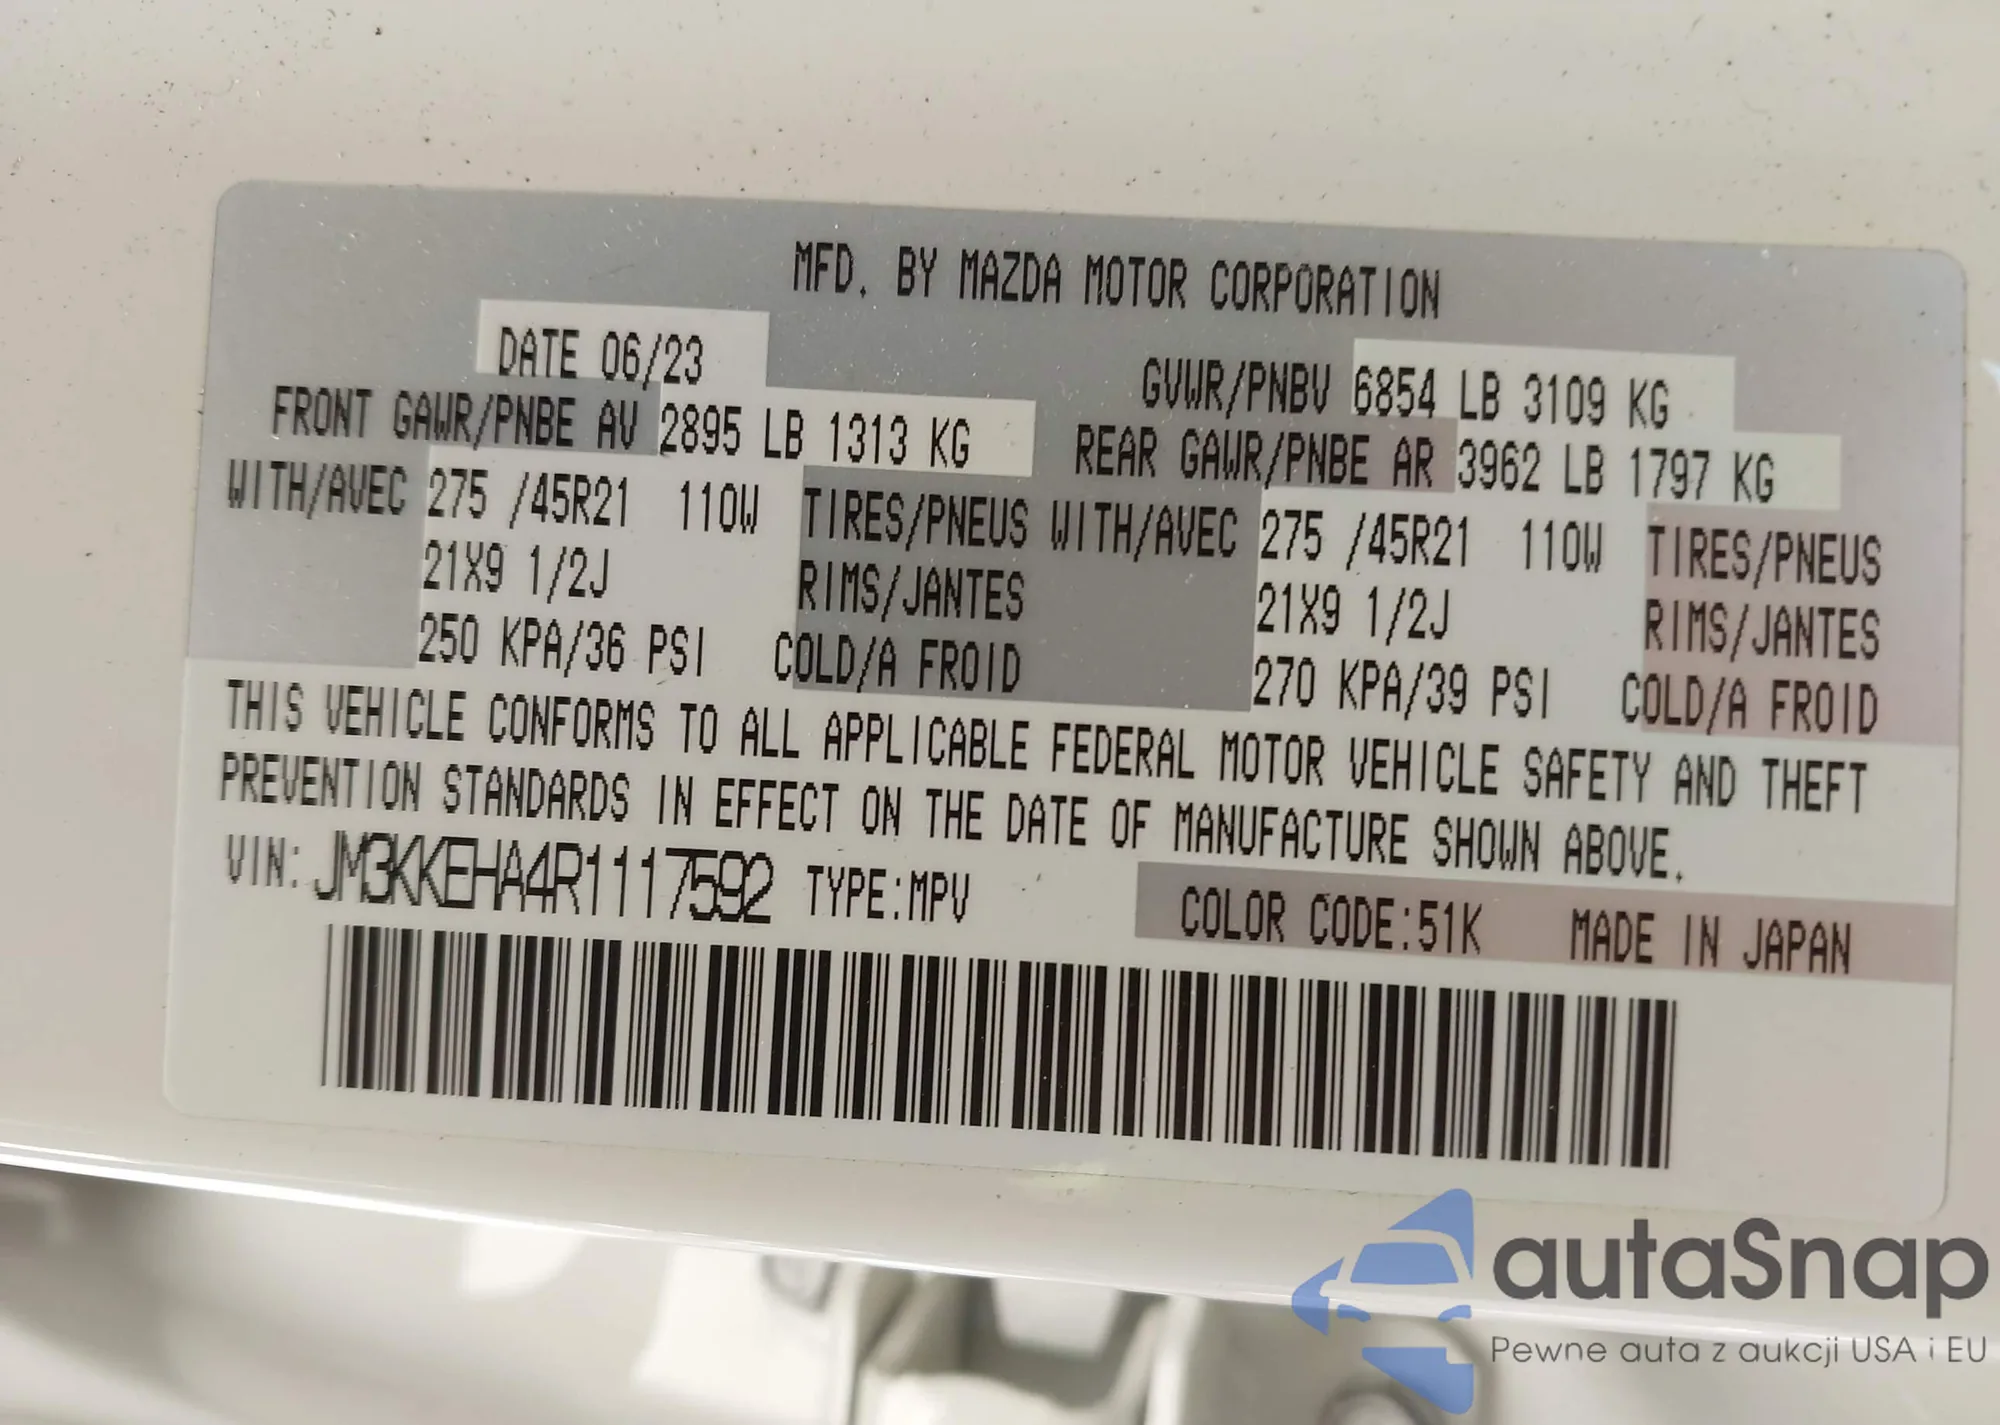 MFD. BY MAZDA MOTOR CORPORATION
DATE 06/23
GVWR/PNBV 6854 LB 3109 KG
FRONT GAWR/PNBE AV 2895 LB 1313 KG
REAR GAWR/PNBE AR 3962 LB 1797 KG
WITH/AVEC 275 /45R21 110W TIRES/PNEUS WITH/AVEC 275 /45R21 110W TIRES/PNEUS
21X9 1/2J RIMS/JANTES 21X9 1/2J RIMS/JANTES
250 KPA/36 PSI COLD/A FROID 270 KPA/39 PSI COLD/A FROID
THIS VEHICLE CONFORMS TO ALL APPLICABLE FEDERAL MOTOR VEHICLE SAFETY AND THEFT
PREVENTION STANDARDS IN EFFECT ON THE DATE OF MANUFACTURE SHOWN ABOVE.
VIN: JM3KKEHA4R1117592 TYPE:MPV COLOR CODE:51K MADE IN JAPAN
autaSnap
Pewne auta z aukcji USA i EU